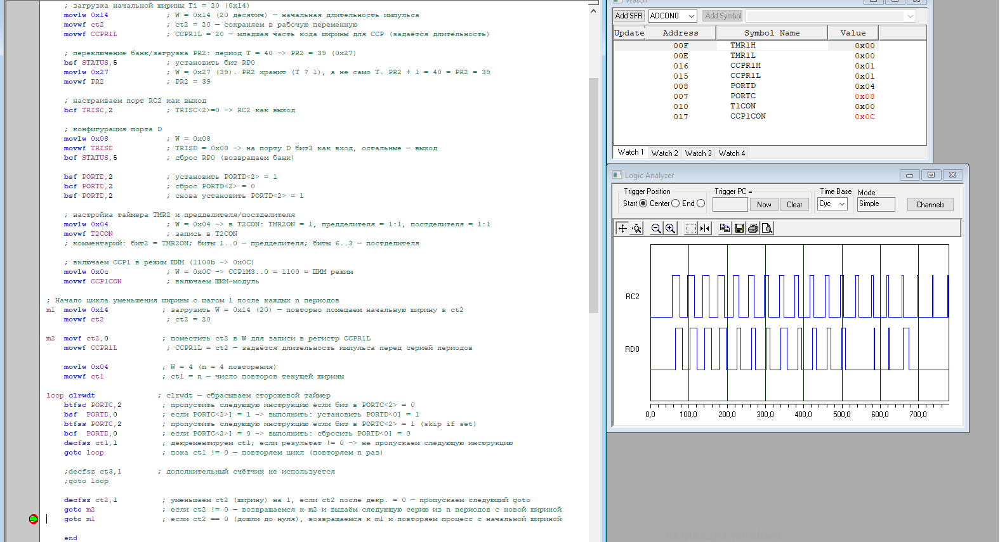 ; загрузка начальной ширины Ti = 20 (0x14)
movlw 0x14 ; W = 0x14 (20 десятич) — начальная длительность импульса
movwf ct2 ; ct2 = 20 — сохраняем в рабочую переменную
movwf CCPR1L ; CCPR1L = 20 — младшая часть кода ширины для CCP (задаётся длительность)
; переключение банк/загрузка PR2: период T = 40 -> PR2 = 39 (0x27)
bsf STATUS,5 ; установить бит RP0
movlw 0x27 ; W = 0x27 (39). PR2 хранит (T ? 1), а не само T. PR2 + 1 = 40 = PR2 = 39
movwf PR2 ; PR2 = 39
; настраиваем порт RC2 как выход
bcf TRISC,2 ; TRISC<2>=0 -> RC2 как выход
; конфигурация порта D
movlw 0x08 ; W = 0x08
movwf TRISD ; TRISD = 0x08 -> на порту D бит3 как вход, остальные — выход
bcf STATUS,5 ; сброс RP0 (возвращаем банк)
bsf PORTD,2 ; установить PORTD<2> = 1
bcf PORTD,2 ; сброс PORTD<2> = 0
bsf PORTD,2 ; снова установить PORTD<2> = 1
; настройка таймера TMR2 и предделителя/постделителя
movlw 0x04 ; W = 0x04 -> в T2CON: TMR2ON = 1, предделителя = 1:1, постделителя = 1:1
movwf T2CON ; запись в T2CON
; комментарий: бит2 = TMR2ON; биты 1..0 — предделителя; биты 6..3 — постделителя
; включаем CCP1 в режим ШИМ (1100b -> 0x0C)
movlw 0x0c ; W = 0x0C -> CCP1M3..0 = 1100 = ШИМ режим
movwf CCP1CON ; включаем ШИМ-модуль
; Начало цикла уменьшения ширины с шагом 1 после каждых n периодов
m1 movlw 0x14 ; загрузить W = 0x14 (20) — повторно помещаем начальную ширину в ct2
movwf ct2 ; ct2 = 20
m2 movf ct2,0 ; поместить ct2 в W для записи в регистр CCPR1L
movwf CCPR1L ; CCPR1L = ct2 — задаётся длительность импульса перед серией периодов
movlw 0x04 ; W = 4 (n = 4 повторения)
movwf ct1 ; ct1 = n — число повторов текущей ширины
loop clrwdt ; clrwdt — сбрасываем сторожевой таймер
btfsc PORTC,2 ; пропустить следующую инструкцию если бит в PORTC<2> = 0
bsf PORTD,0 ; если PORTC<2>] = 1 -> выполнить: установить PORTD<0] = 1
btfss PORTC,2 ; пропустить следующую инструкцию если бит в PORTC<2> = 1 (skip if set)
bcf PORTD,0 ; если PORTC<2>] = 0 -> выполнить: сбросить PORTD<0] = 0
decfsz ct1,1 ; декрементируем ct1; если результат != 0 -> не пропускаем следующую инструкцию
goto loop ; пока ct1 != 0 — повторяем цикл (повторяем n раз)
;decfsz ct3,1 ; дополнительный счётчик не используется
;goto loop
decfsz ct2,1 ; уменьшаем ct2 (ширину) на 1, если ct2 после декр. = 0 — пропускаем следующий goto
goto m2 ; если ct2 != 0 — возвращаемся к m2 и выдаём следующую серию из n периодов с новой шириной
goto m1 ; если ct2 == 0 (дошли до нуля), возвращаемся к m1 и повторяем процесс с начальной шириной
end
Watch
Add SFR ADCON0 Add Symbol
Update Address Symbol Name Value
00F TMR1H 0x00
00E TMR1L 0x00
016 CCPR1H 0x01
015 CCPR1L 0x01
008 PORTD 0x04
007 PORTC 0x08
010 T1CON 0x00
017 CCP1CON 0x0C
Watch 1 Watch 2 Watch 3 Watch 4
Logic Analyzer
Trigger Position Trigger PC = Time Base Mode
Start Center End Now Clear Cyc Simple Channels
RC2
RD0
0,0 100,0 200,0 300,0 400,0 500,0 600,0 700,0